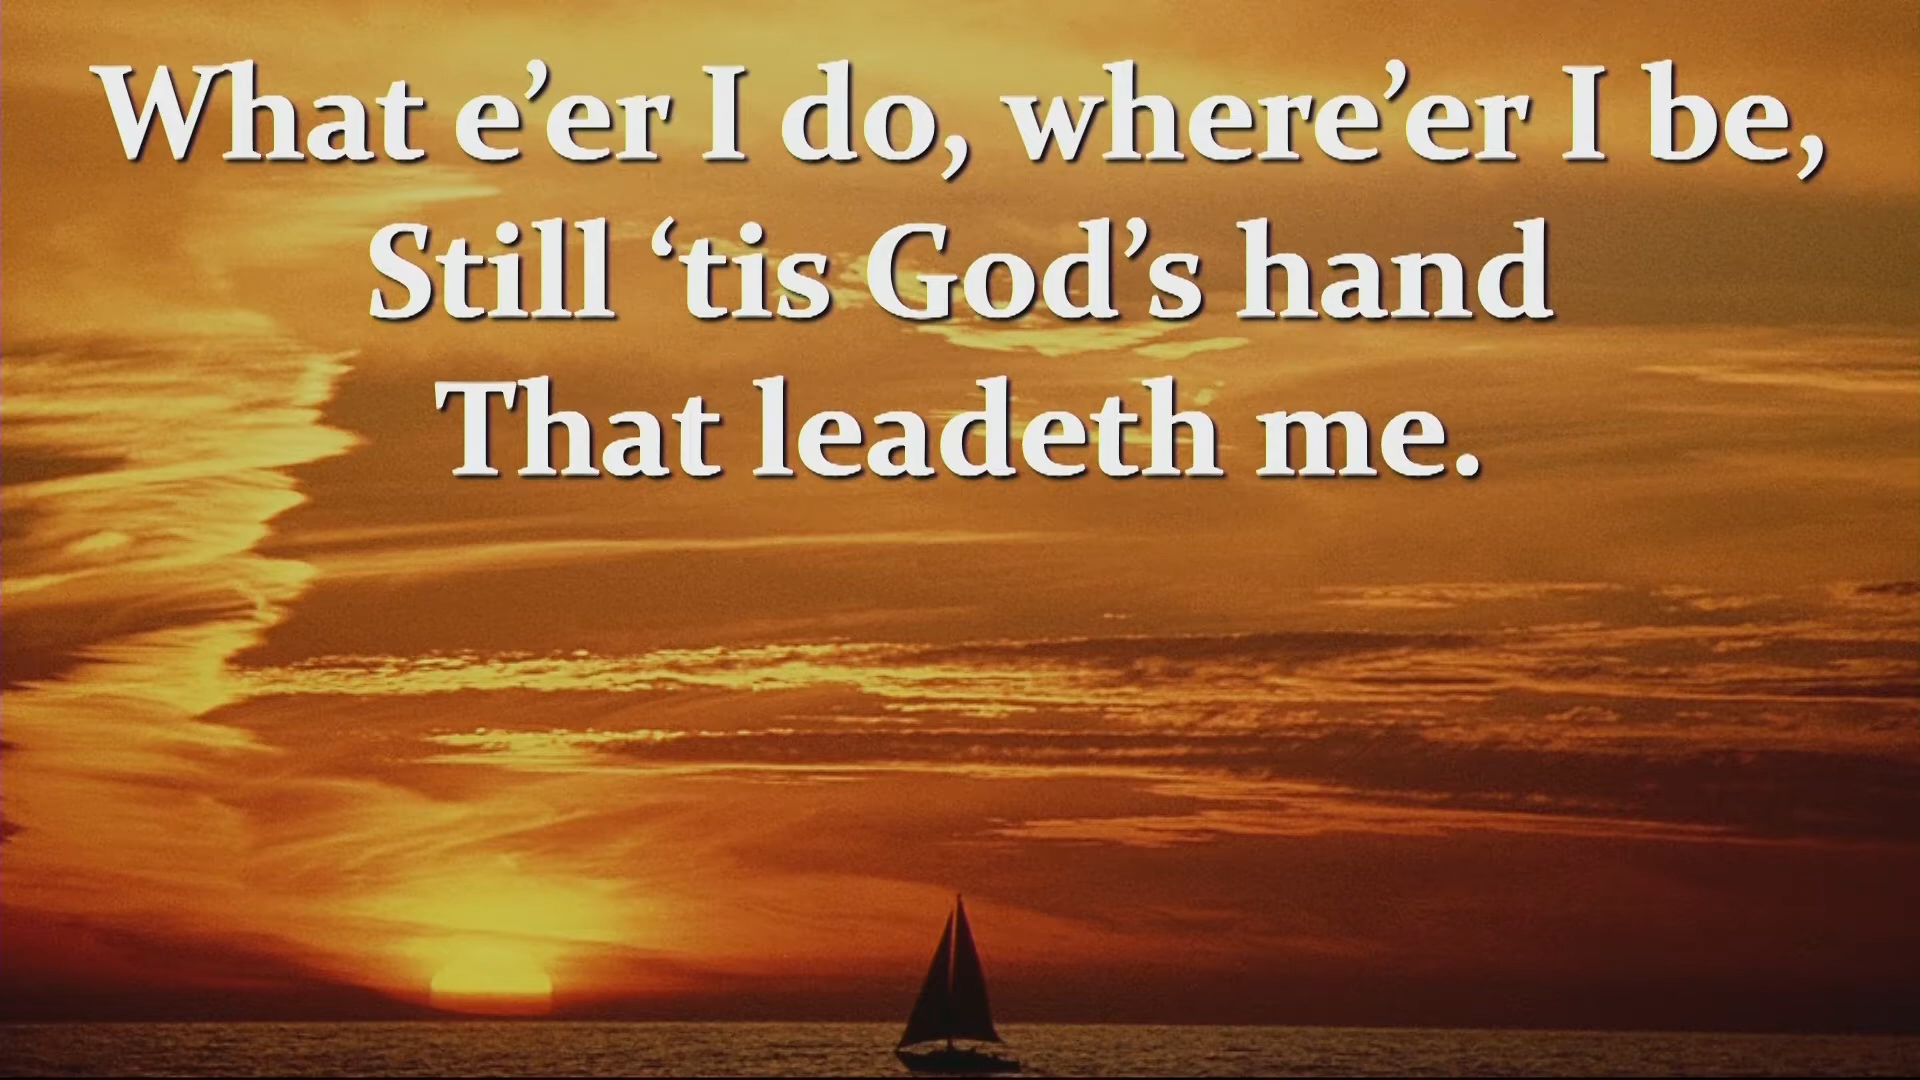 What e’er I do, where’er I be,
Still ‘tis God’s hand
That leadeth me.